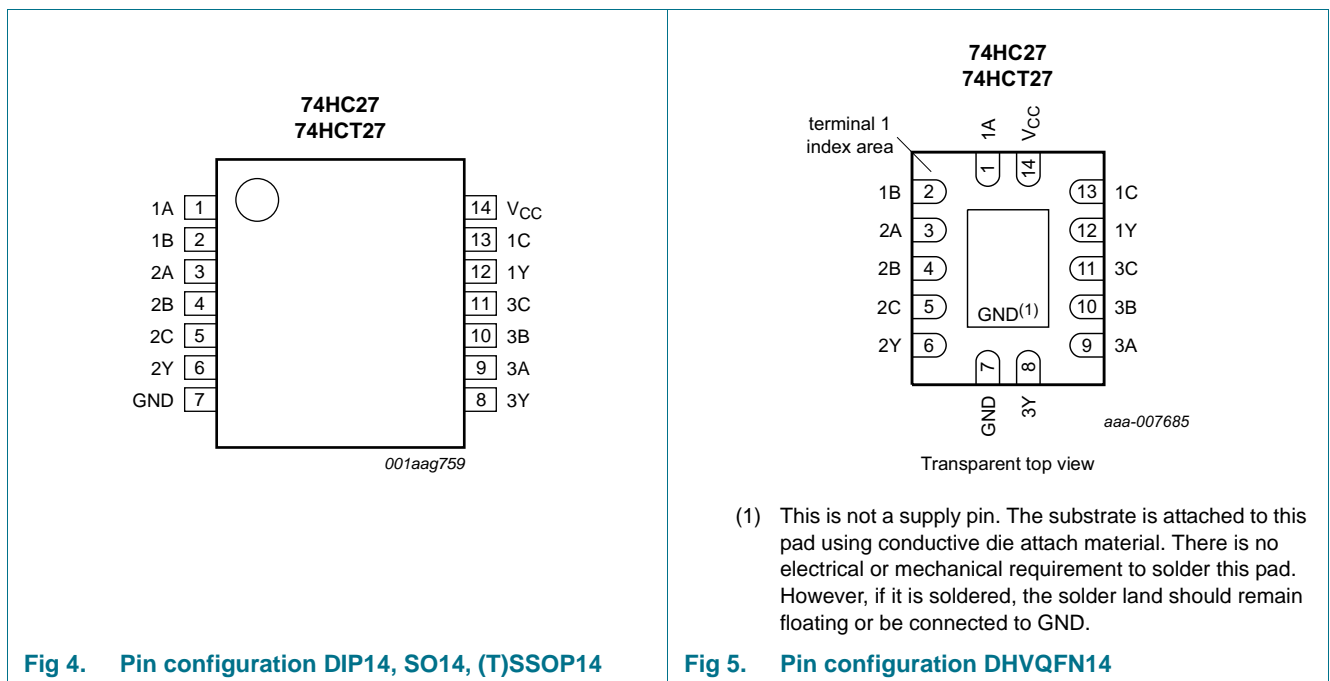 74HC27
74HCT27
1A 1
1B 2
2A 3
2B 4
2C 5
2Y 6
GND 7
14 VCC
13 1C
12 1Y
11 3C
10 3B
9 3A
8 3Y
001aag759
Fig 4. Pin configuration DIP14, SO14, (T)SSOP14
74HC27
74HCT27
terminal 1
index area
1A
VCC
1
14
1B 2
2A 3
2B 4
2C 5
2Y 6
13 1C
12 1Y
11 3C
10 3B
9 3A
GND(1)
7
8
GND
3Y
aaa-007685
Transparent top view
(1) This is not a supply pin. The substrate is attached to this
pad using conductive die attach material. There is no
electrical or mechanical requirement to solder this pad.
However, if it is soldered, the solder land should remain
floating or be connected to GND.
Fig 5. Pin configuration DHVQFN14